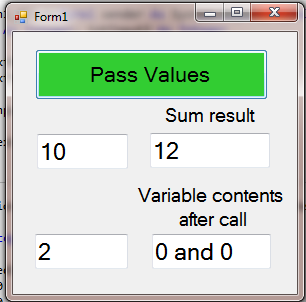 Form1
Pass Values
Sum result
10
12
Variable contents
after call
2
0 and 0